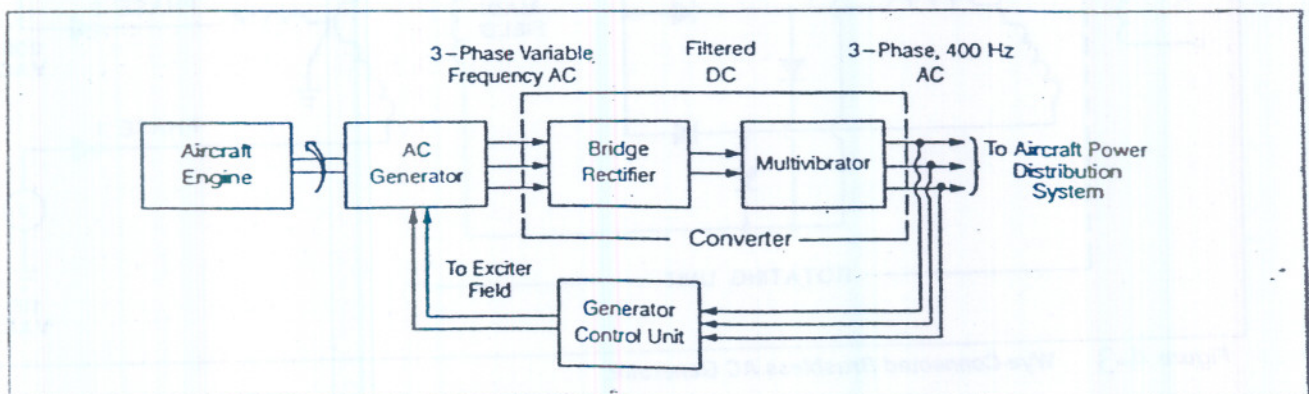 3–Phase Variable
Frequency AC
Filtered
DC
3–Phase, 400 Hz
AC
Aircraft
Engine
AC
Generator
Bridge
Rectifier
Multivibrator
To Aircraft Power
Distribution
System
Converter
To Exciter
Field
Generator
Control Unit